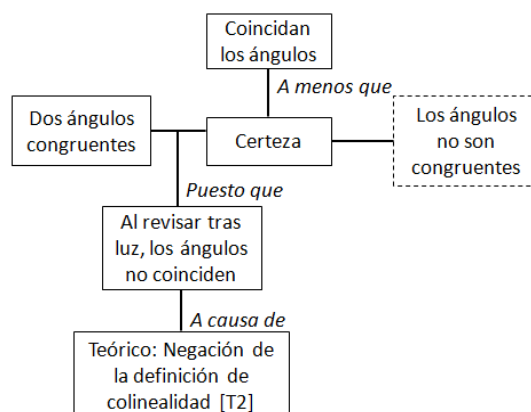 Coincidan
los ángulos
A menos que
Dos ángulos
congruentes
Certeza
Los ángulos
no son
congruentes
Puesto que
Al revisar tras
luz, los ángulos
no coinciden
A causa de
Teórico: Negación de
la definición de
colinealidad [T2]